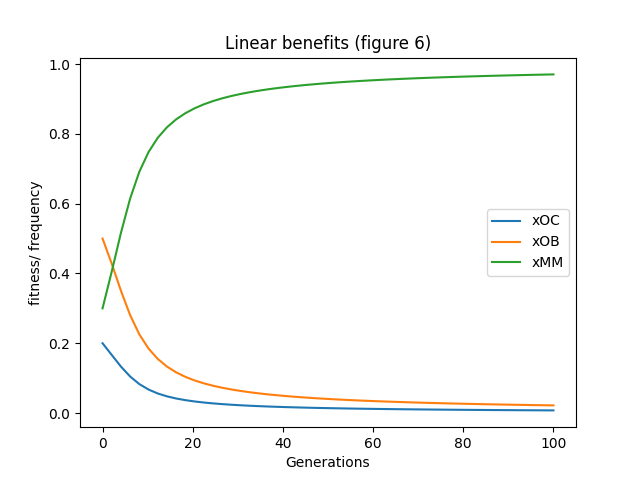 Linear benefits (figure 6)
1.0
0.8
0.6
0.4
0.2
0.0
fitness/ frequency
xOC
xOB
xMM
0 20 40 60 80 100
Generations